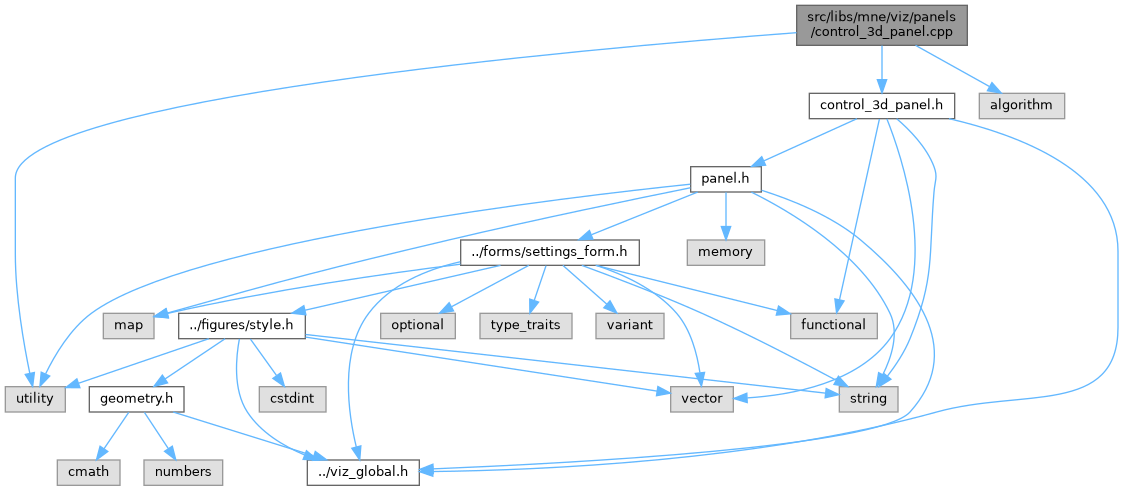 src/libs/mne/viz/panels
/control_3d_panel.cpp
control_3d_panel.h
algorithm
panel.h
../forms/settings_form.h
memory
map
../figures/style.h
optional
type_traits
variant
functional
utility
geometry.h
cstdint
vector
string
cmath
numbers
../viz_global.h